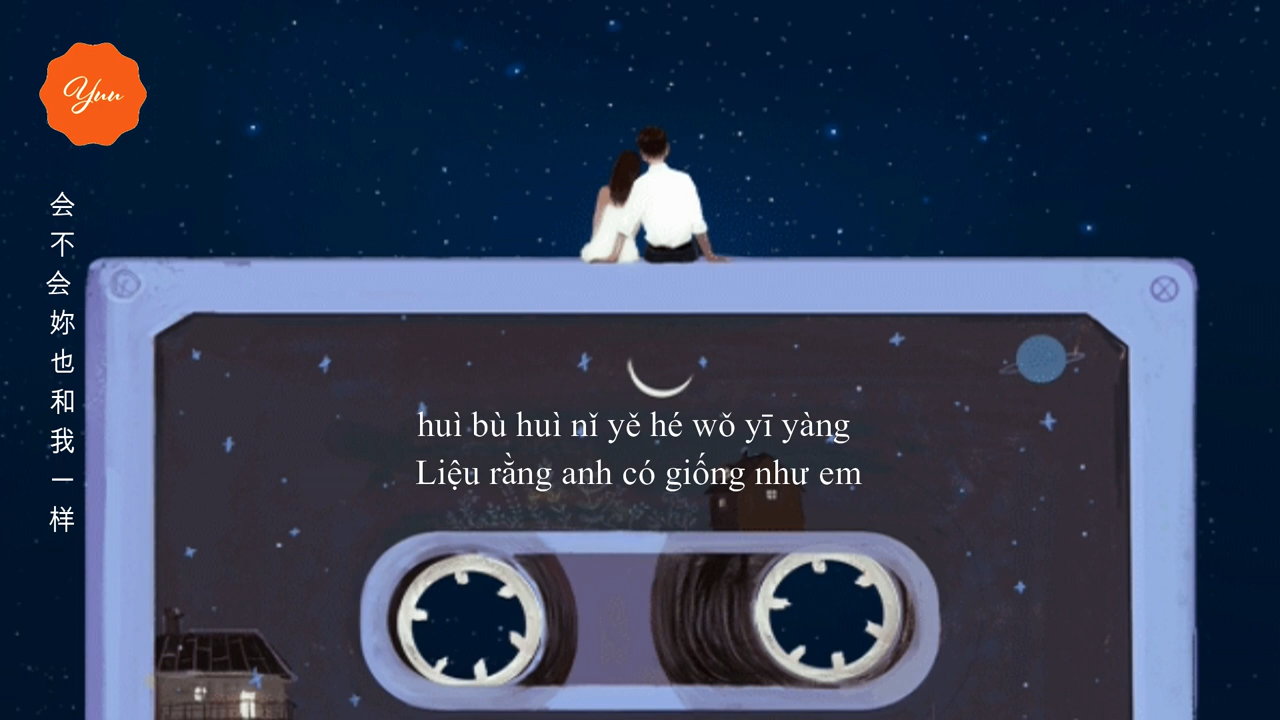 Yuu
会不会妳也和我一样
huì bù huì nǐ yě hé wǒ yī yàng
Liệu rằng anh có giống như em